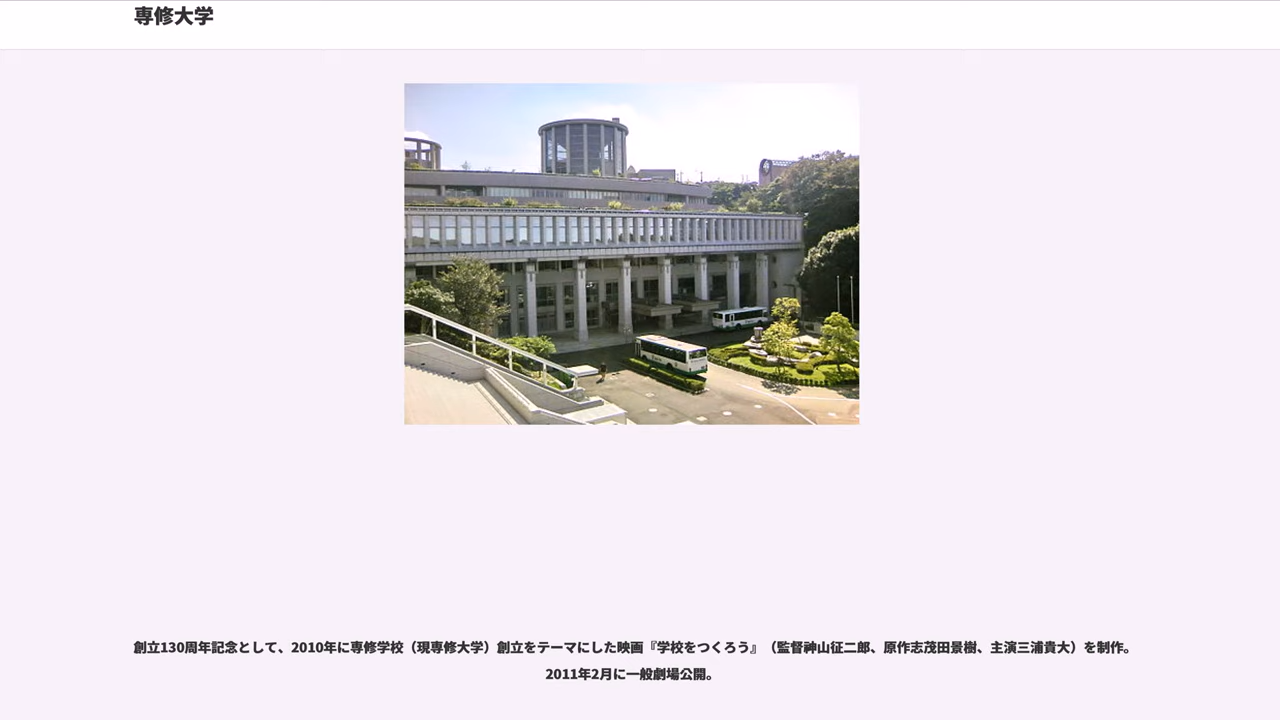 専修大学
創立130周年記念として、2010年に専修学校（現専修大学）創立をテーマにした映画『学校をつくろう』（監督神山征二郎、原作志茂田景樹、主演三浦貴大）を制作。
2011年2月に一般劇場公開。